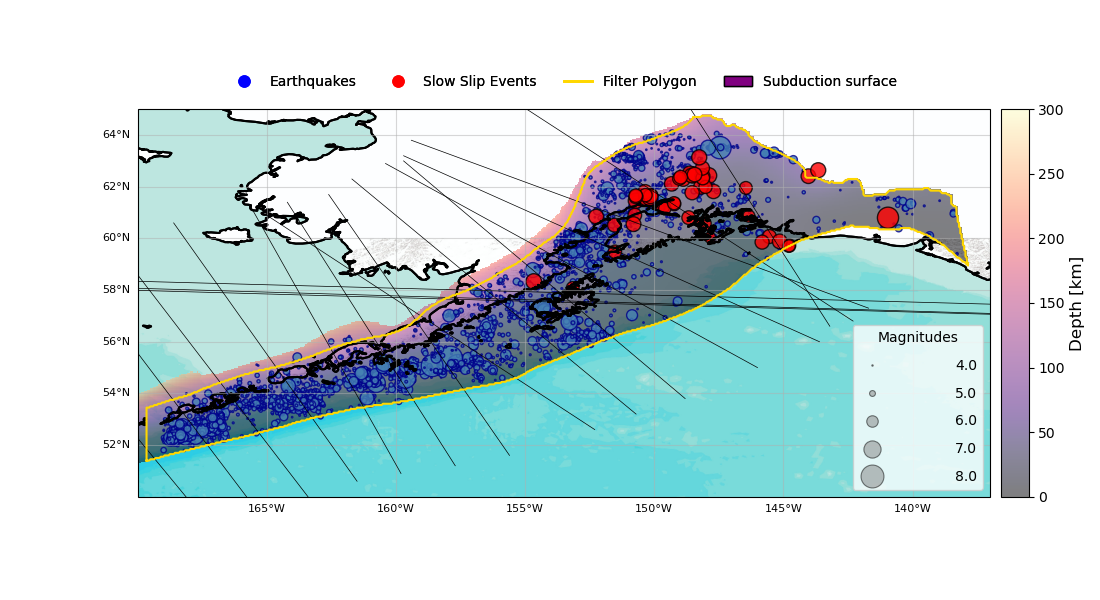 Earthquakes Slow Slip Events Filter Polygon Subduction surface
64°N
62°N
60°N
58°N
56°N
54°N
52°N
165°W 160°W 155°W 150°W 145°W 140°W
Magnitudes
4.0
5.0
6.0
7.0
8.0
300
250
200
150
100
50
0
Depth [km]